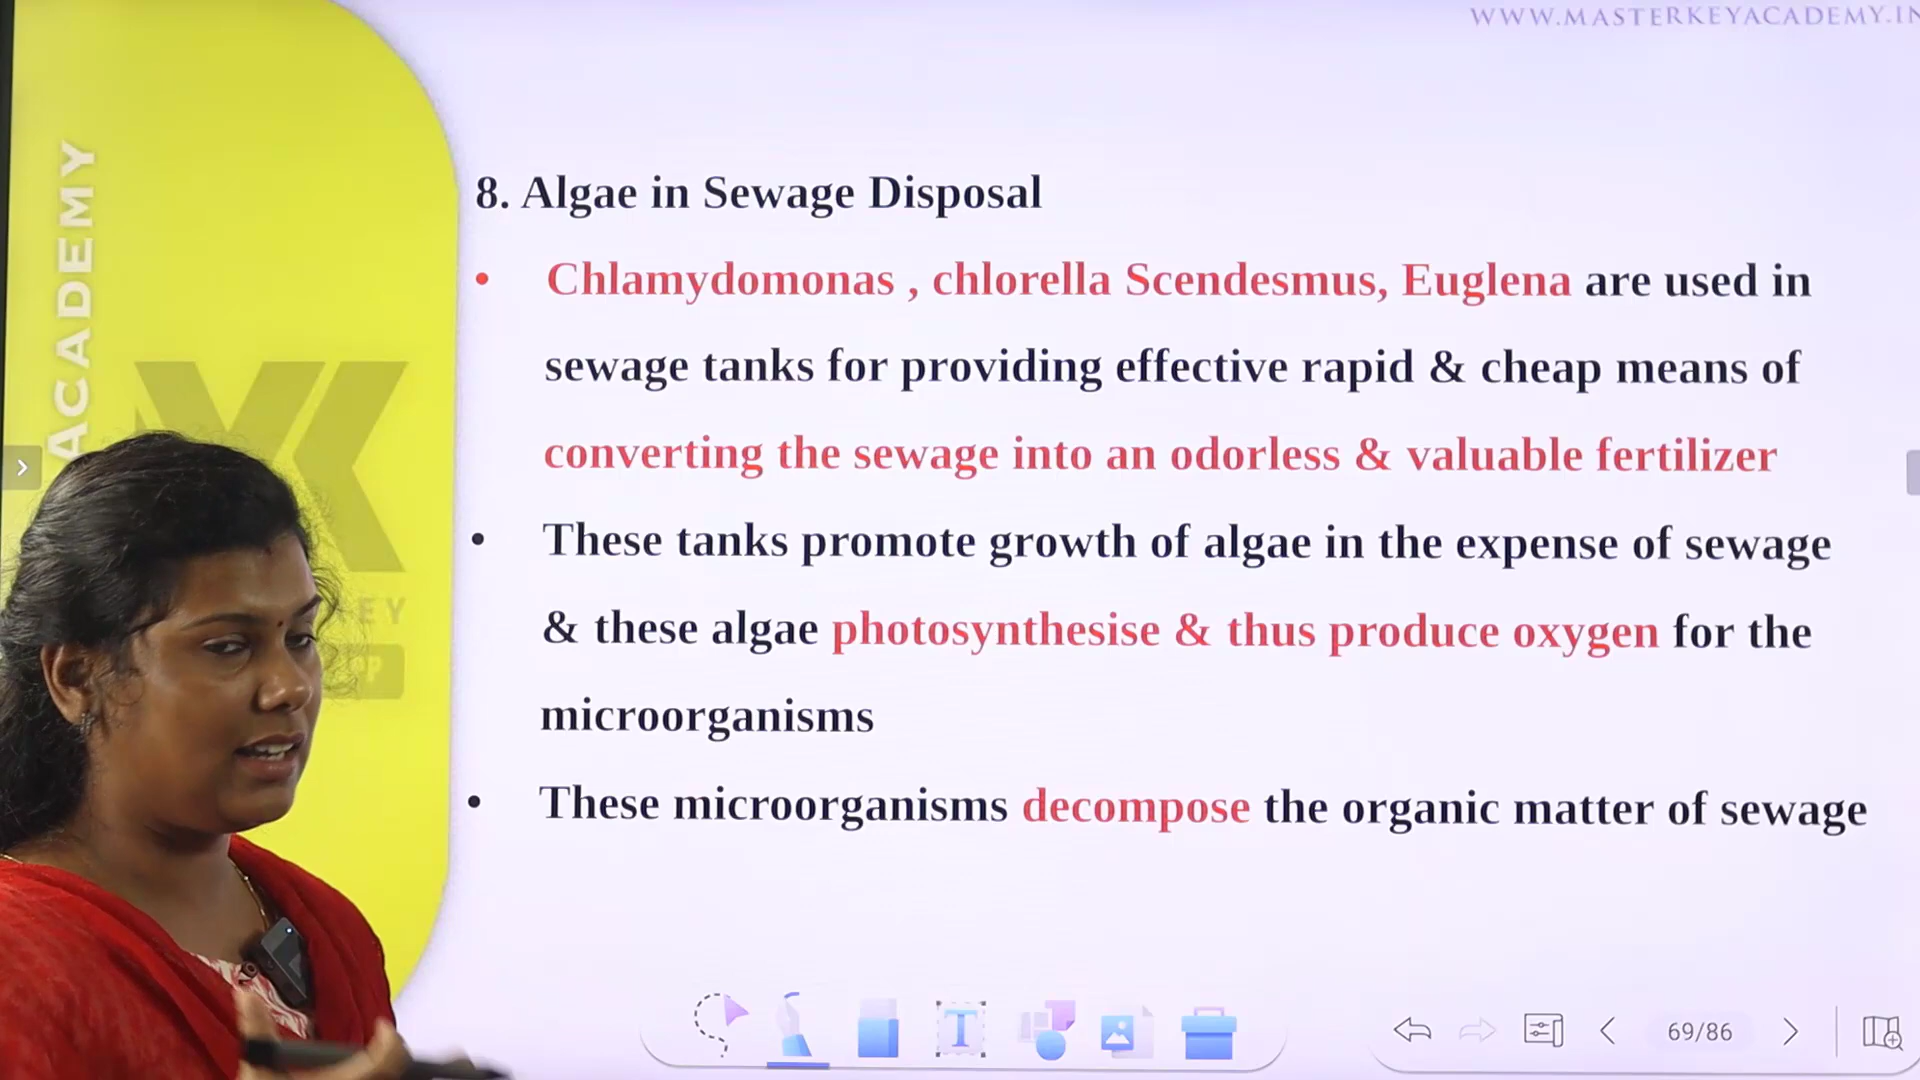 WWW.MASTERKEYACADEMY.IN
ACADEMY
EY
8. Algae in Sewage Disposal
• Chlamydomonas , chlorella Scendesmus, Euglena are used in
sewage tanks for providing effective rapid & cheap means of
converting the sewage into an odorless & valuable fertilizer
• These tanks promote growth of algae in the expense of sewage
& these algae photosynthesise & thus produce oxygen for the
microorganisms
• These microorganisms decompose the organic matter of sewage
T
69/86